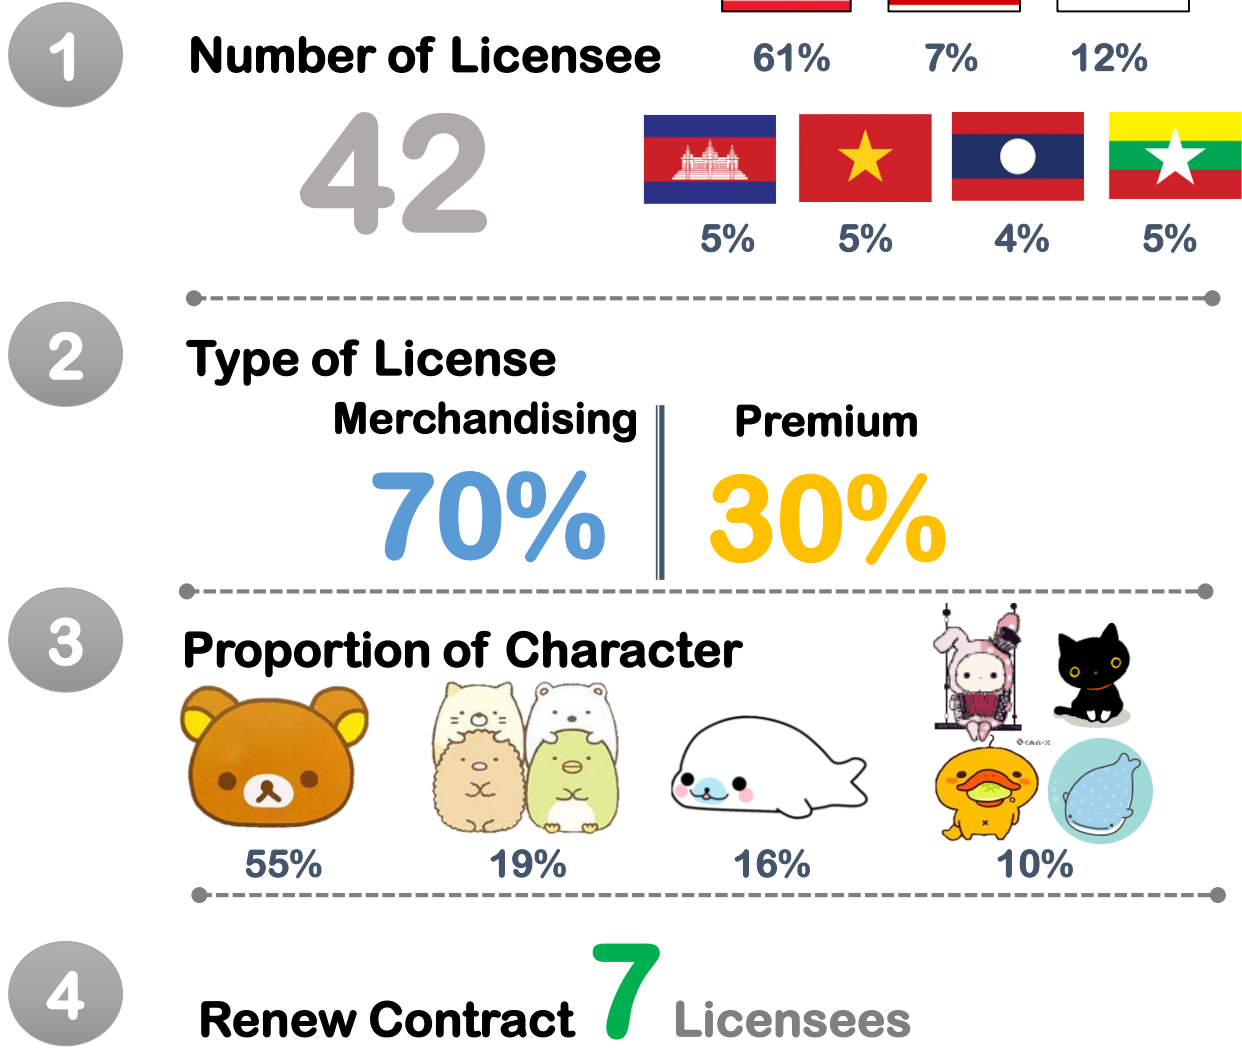 1
Number of Licensee
61% 7% 12%
42
5% 5% 4% 5%
2
Type of License
Merchandising Premium
70% 30%
3
Proportion of Character
55% 19% 16% 10%
4
Renew Contract 7 Licensees